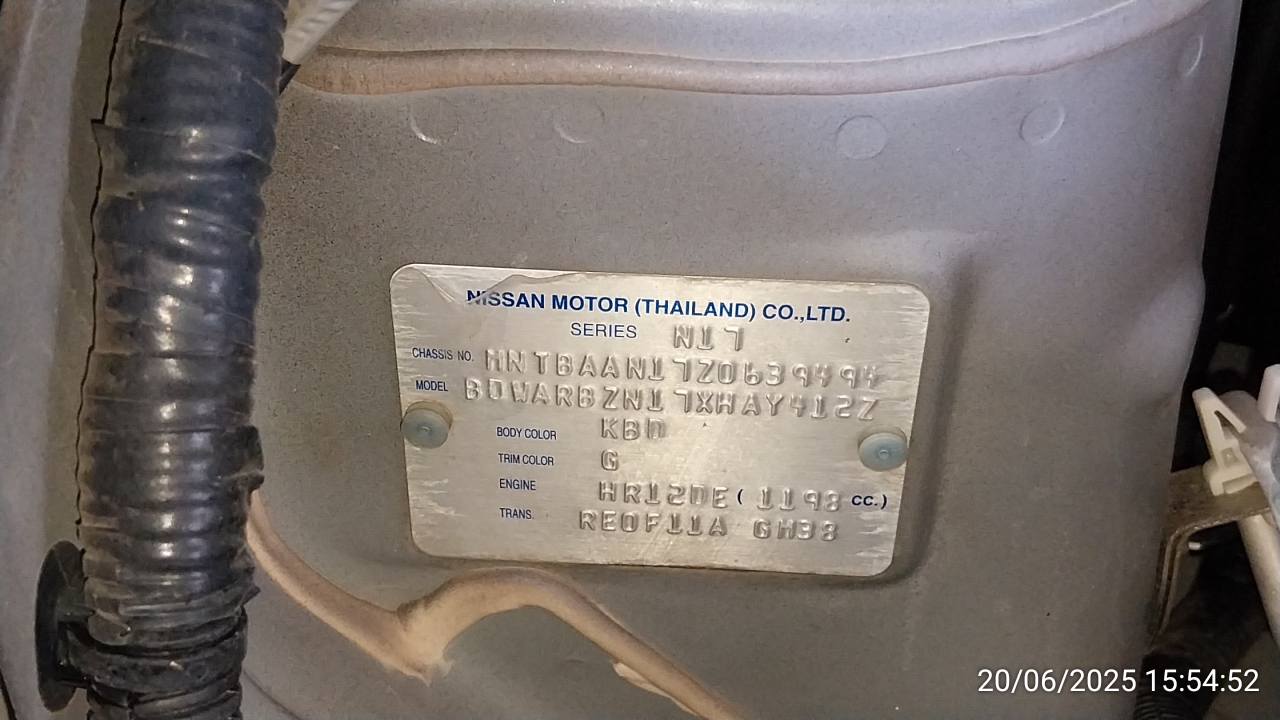 NISSAN MOTOR (THAILAND) CO.,LTD.
SERIES N17
CHASSIS NO. MNTBAAN17Z0639494
MODEL BDWARBZN17XHAY412Z
BODY COLOR KBD
TRIM COLOR G
ENGINE HR12DE ( 1198 CC.)
TRANS. RE0F11A GH38
20/06/2025 15:54:52